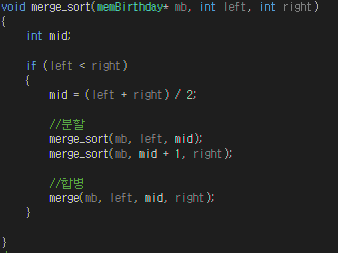 void merge_sort(memBirthday* mb, int left, int right)
{
int mid;
if (left < right)
{
mid = (left + right) / 2;
//분할
merge_sort(mb, left, mid);
merge_sort(mb, mid + 1, right);
//합병
merge(mb, left, mid, right);
}
}